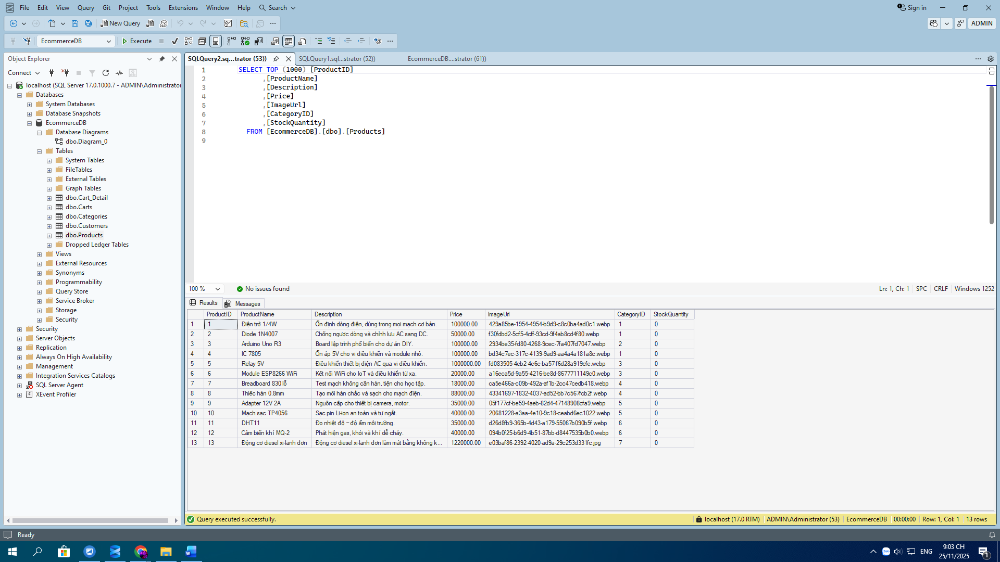 File Edit View Query Git Project Tools Extensions Window Help Search Sign in
New Query DAX ADMIN
EcommerceDB Execute
Object Explorer
Connect
localhost (SQL Server 17.0.1000.7 - ADMIN\Administrator
Databases
System Databases
Database Snapshots
EcommerceDB
Database Diagrams
dbo.Diagram_0
Tables
System Tables
FileTables
External Tables
Graph Tables
dbo.Cart_Detail
dbo.Carts
dbo.Categories
dbo.Customers
dbo.Products
Dropped Ledger Tables
Views
External Resources
Synonyms
Programmability
Query Store
Service Broker
Storage
Security
Security
Server Objects
Replication
Always On High Availability
Management
Integration Services Catalogs
SQL Server Agent
XEvent Profiler
SQLQuery2.sq...trator (53)) SQLQuery1.sql...strator (52)) EcommerceDB....strator (61))
1 SELECT TOP (1000) [ProductID]
2 ,[ProductName]
3 ,[Description]
4 ,[Price]
5 ,[ImageUrl]
6 ,[CategoryID]
7 ,[StockQuantity]
8 FROM [EcommerceDB].[dbo].[Products]
9
100 % No issues found Ln: 1, Ch: 1 SPC CRLF Windows 1252
Results Messages
ProductID ProductName Description Price ImageUrl CategoryID StockQuantity
1 1 Điện trở 1/4W Ổn định dòng điện, dùng trong mọi mạch cơ bản. 100000.00 429a85be-1954-4954-b9d9-c8c0ba4ad0c1.webp 1 0
2 2 Diode 1N4007 Chống ngược dòng và chỉnh lưu AC sang DC. 50000.00 f30fdbd2-5cf5-4cff-93cd-9f4ab8cd4f80.webp 1 0
3 3 Arduino Uno R3 Board lập trình phổ biến cho dự án DIY. 100000.00 2934be35-fd80-4268-9cec-7fa407fd7047.webp 2 0
4 4 IC 7805 Ổn áp 5V cho vi điều khiển và module nhỏ. 100000.00 bd34c7ec-317c-4139-9ad9-aa4a4a181a8c.webp 1 0
5 5 Relay 5V Điều khiển thiết bị điện AC qua vi điều khiển. 1000000.00 fd083505-4eb2-4e6c-ba57-f6d28a919cfe.webp 3 0
6 6 Module ESP8266 WiFi Kết nối WiFi cho IoT và điều khiển từ xa. 20000.00 a16eca5d-9a55-4216-be8d-8677711149c0.webp 3 0
7 7 Breadboard 830 lỗ Test mạch không cần hàn, tiện cho học tập. 18000.00 ca5e466a-c09b-492a-af1b-2cc47cedb418.webp 4 0
8 8 Thiếc hàn 0.8mm Tạo mối hàn chắc và sạch cho mạch điện. 88000.00 43341697-1832-4037-ad52-bb7c567fcb2f.webp 4 0
9 9 Adapter 12V 2A Nguồn cấp cho thiết bị camera, motor. 35000.00 05f177cf-be59-4aeb-82d4-47148908cfa9.webp 5 0
10 10 Mạch sạc TP4056 Sạc pin Li-ion an toàn và tự ngắt. 40000.00 20681228-a3aa-4e10-9c18-ceabd6ec1022.webp 5 0
11 11 DHT11 Đo nhiệt độ – độ ẩm môi trường. 35000.00 d26d8fb9-365b-4d43-a179-55067b090b5f.webp 6 0
12 12 Cảm biến khí MQ-2 Phát hiện gas, khói và khí dễ cháy. 40000.00 094b0f25-b6d9-4b51-87bb-d8447535b0b0.webp 6 0
13 13 Động cơ diesel xi-lanh đơn Động cơ diesel xi-lanh đơn làm mát bằng không k... 1220000.00 e03baf86-2392-4020-ad9a-29c253d331fc.jpg 7 0
Query executed successfully. localhost (17.0 RTM) ADMIN\Administrator (53) EcommerceDB 00:00:00 Row: 1, Col: 1 13 rows
Ready
Zalo ENG 9:03 CH
25/11/2025 1